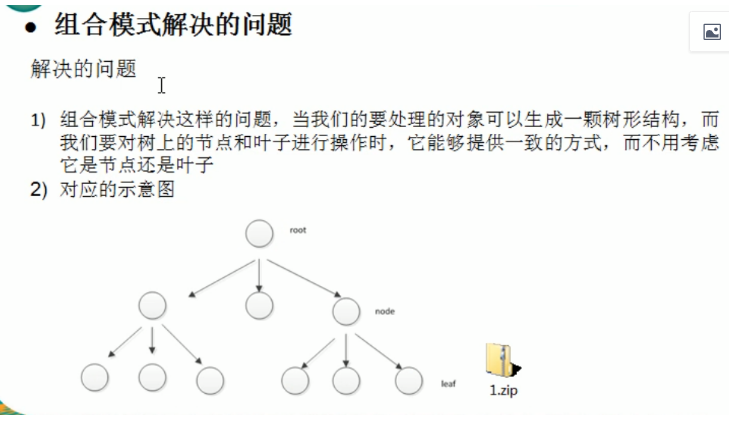 ● 组合模式解决的问题
解决的问题
1) 组合模式解决这样的问题，当我们的要处理的对象可以生成一颗树形结构，而
我们要对树上的节点和叶子进行操作时，它能够提供一致的方式，而不用考虑
它是节点还是叶子
2) 对应的示意图
root
node
leaf
1.zip